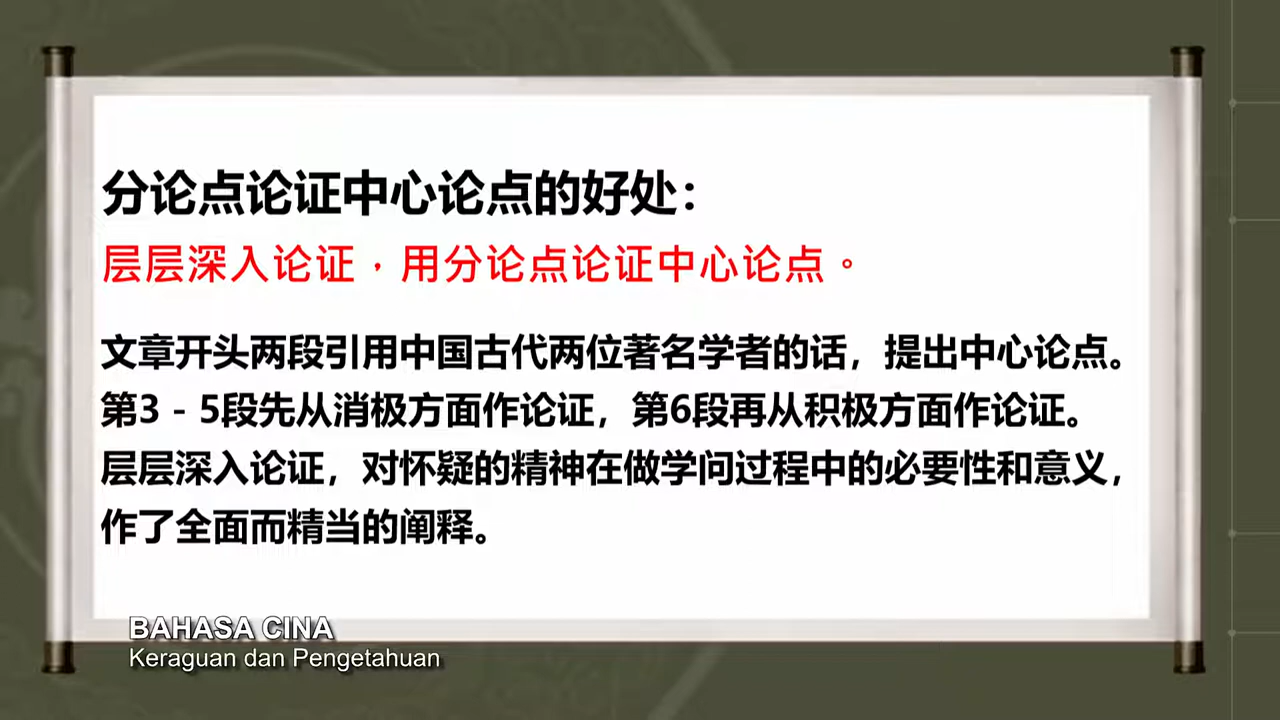 分论点论证中心论点的好处：
层层深入论证，用分论点论证中心论点。
文章开头两段引用中国古代两位著名学者的话，提出中心论点。
第3－5段先从消极方面作论证，第6段再从积极方面作论证。
层层深入论证，对怀疑的精神在做学问过程中的必要性和意义，
作了全面而精当的阐释。
BAHASA CINA
Keraguan dan Pengetahuan